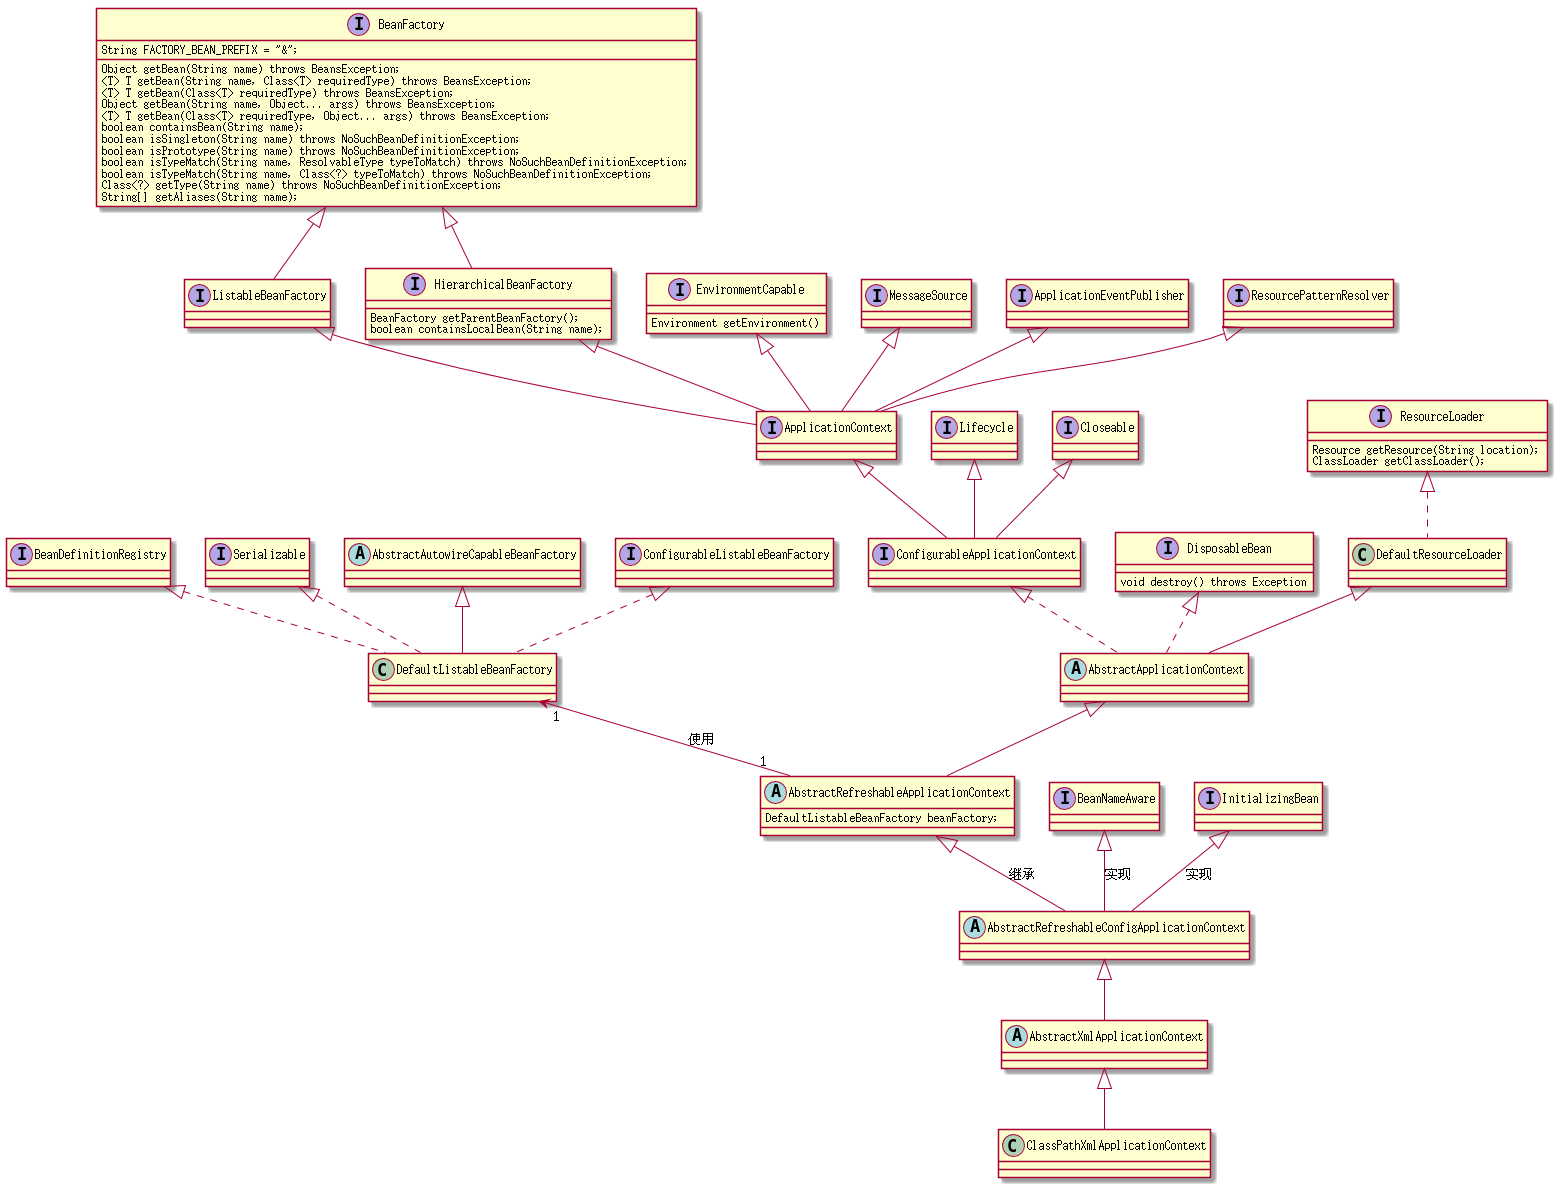 I BeanFactory
String FACTORY_BEAN_PREFIX = "&";
Object getBean(String name) throws BeansException;
<T> T getBean(String name, Class<T> requiredType) throws BeansException;
<T> T getBean(Class<T> requiredType) throws BeansException;
Object getBean(String name, Object... args) throws BeansException;
<T> T getBean(Class<T> requiredType, Object... args) throws BeansException;
boolean containsBean(String name);
boolean isSingleton(String name) throws NoSuchBeanDefinitionException;
boolean isPrototype(String name) throws NoSuchBeanDefinitionException;
boolean isTypeMatch(String name, ResolvableType typeToMatch) throws NoSuchBeanDefinitionException;
boolean isTypeMatch(String name, Class<?> typeToMatch) throws NoSuchBeanDefinitionException;
Class<?> getType(String name) throws NoSuchBeanDefinitionException;
String[] getAliases(String name);
I ListableBeanFactory
I HierarchicalBeanFactory
BeanFactory getParentBeanFactory();
boolean containsLocalBean(String name);
I EnvironmentCapable
Environment getEnvironment()
I MessageSource
I ApplicationEventPublisher
I ResourcePatternResolver
I ApplicationContext
I Lifecycle
I Closeable
I ResourceLoader
Resource getResource(String location);
ClassLoader getClassLoader();
I BeanDefinitionRegistry
I Serializable
A AbstractAutowireCapableBeanFactory
I ConfigurableListableBeanFactory
I ConfigurableApplicationContext
I DisposableBean
void destroy() throws Exception
C DefaultResourceLoader
C DefaultListableBeanFactory
A AbstractApplicationContext
1
使用
1
A AbstractRefreshableApplicationContext
DefaultListableBeanFactory beanFactory;
I BeanNameAware
I InitializingBean
继承
实现
实现
A AbstractRefreshableConfigApplicationContext
A AbstractXmlApplicationContext
C ClassPathXmlApplicationContext